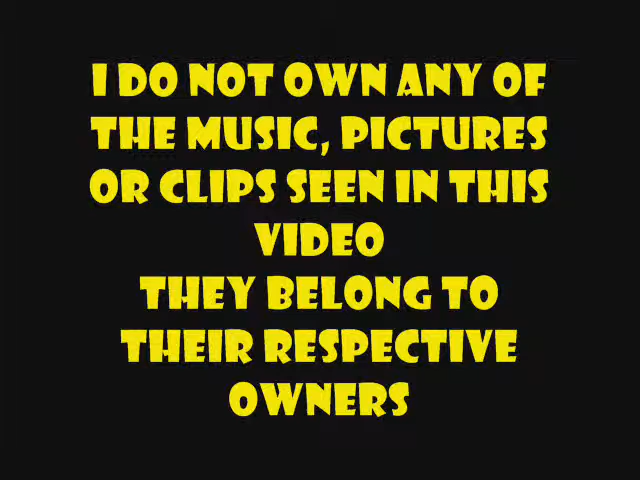 I DO NOT OWN ANY OF
THE MUSIC, PICTURES
OR CLIPS SEEN IN THIS
VIDEO
THEY BELONG TO
THEIR RESPECTIVE
OWNERS